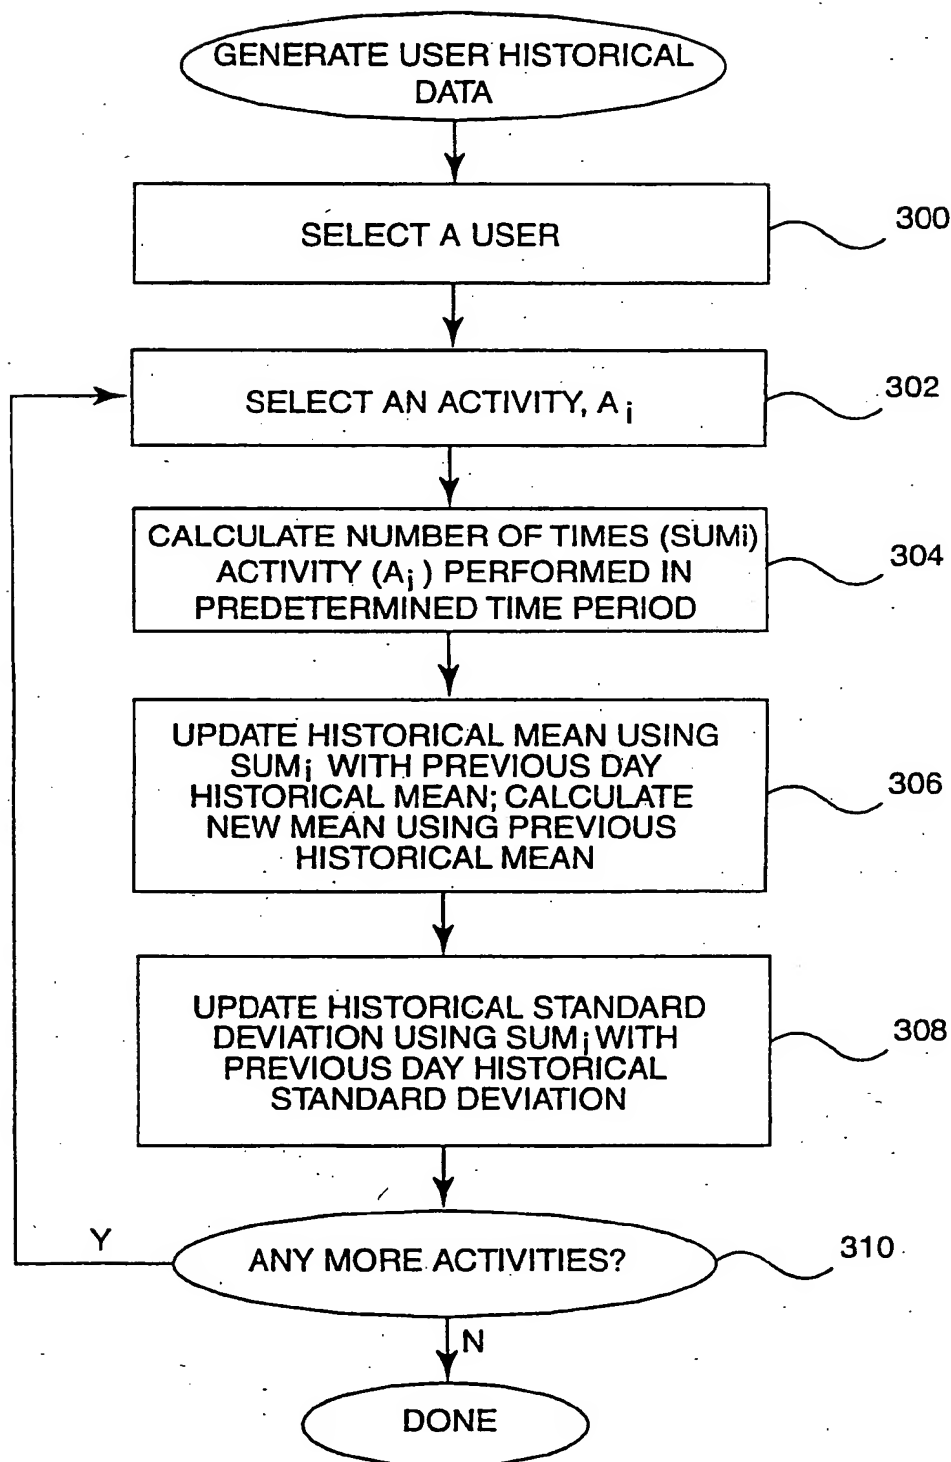 GENERATE USER HISTORICAL
DATA
SELECT A USER
300
SELECT AN ACTIVITY, Ai
302
CALCULATE NUMBER OF TIMES (SUMi)
ACTIVITY (Ai) PERFORMED IN
PREDETERMINED TIME PERIOD
304
UPDATE HISTORICAL MEAN USING
SUMi WITH PREVIOUS DAY
HISTORICAL MEAN; CALCULATE
NEW MEAN USING PREVIOUS
HISTORICAL MEAN
306
UPDATE HISTORICAL STANDARD
DEVIATION USING SUMi WITH
PREVIOUS DAY HISTORICAL
STANDARD DEVIATION
308
Y
ANY MORE ACTIVITIES?
310
N
DONE